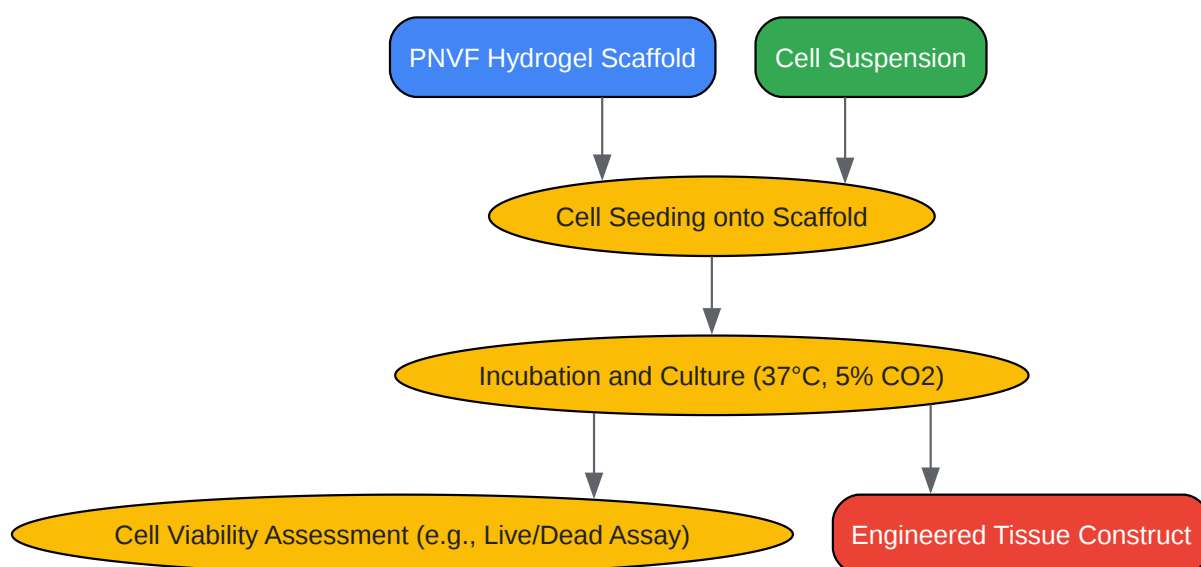 PNVF Hydrogel Scaffold
Cell Suspension
Cell Seeding onto Scaffold
Incubation and Culture (37°C, 5% CO2)
Cell Viability Assessment (e.g., Live/Dead Assay)
Engineered Tissue Construct